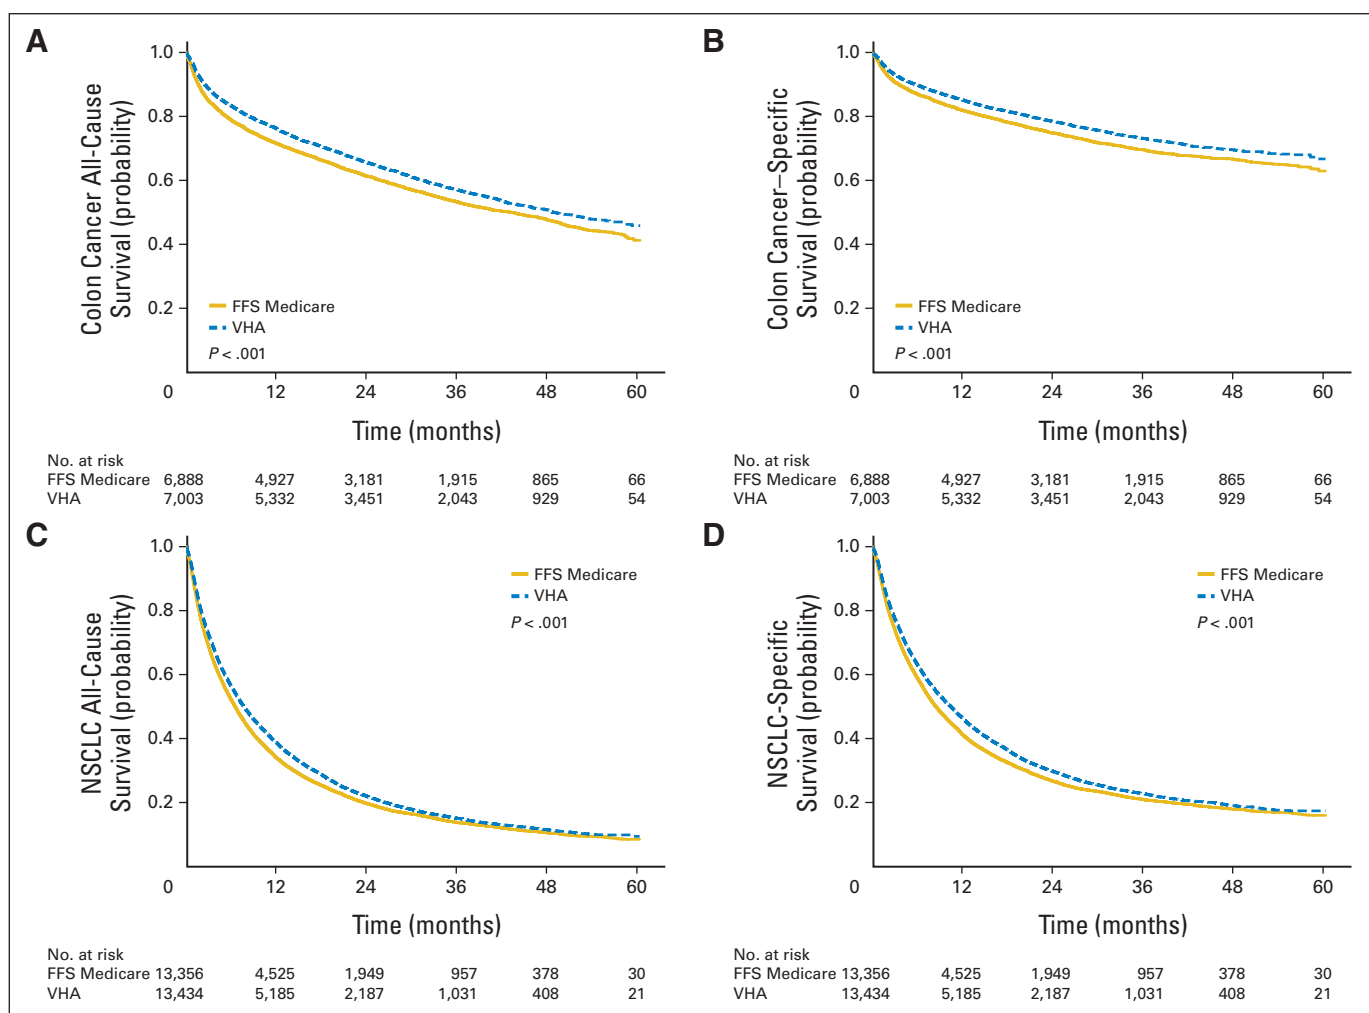 A
Colon Cancer All-Cause
Survival (probability)
1.0
0.8
0.6
0.4
0.2
FFS Medicare
VHA
P < .001
0 12 24 36 48 60
Time (months)
No. at risk
FFS Medicare 6,888 4,927 3,181 1,915 865 66
VHA 7,003 5,332 3,451 2,043 929 54
B
Colon Cancer–Specific
Survival (probability)
1.0
0.8
0.6
0.4
0.2
FFS Medicare
VHA
P < .001
0 12 24 36 48 60
Time (months)
No. at risk
FFS Medicare 6,888 4,927 3,181 1,915 865 66
VHA 7,003 5,332 3,451 2,043 929 54
C
NSCLC All-Cause
Survival (probability)
1.0
0.8
0.6
0.4
0.2
FFS Medicare
VHA
P < .001
0 12 24 36 48 60
Time (months)
No. at risk
FFS Medicare 13,356 4,525 1,949 957 378 30
VHA 13,434 5,185 2,187 1,031 408 21
D
NSCLC-Specific
Survival (probability)
1.0
0.8
0.6
0.4
0.2
FFS Medicare
VHA
P < .001
0 12 24 36 48 60
Time (months)
No. at risk
FFS Medicare 13,356 4,525 1,949 957 378 30
VHA 13,434 5,185 2,187 1,031 408 21